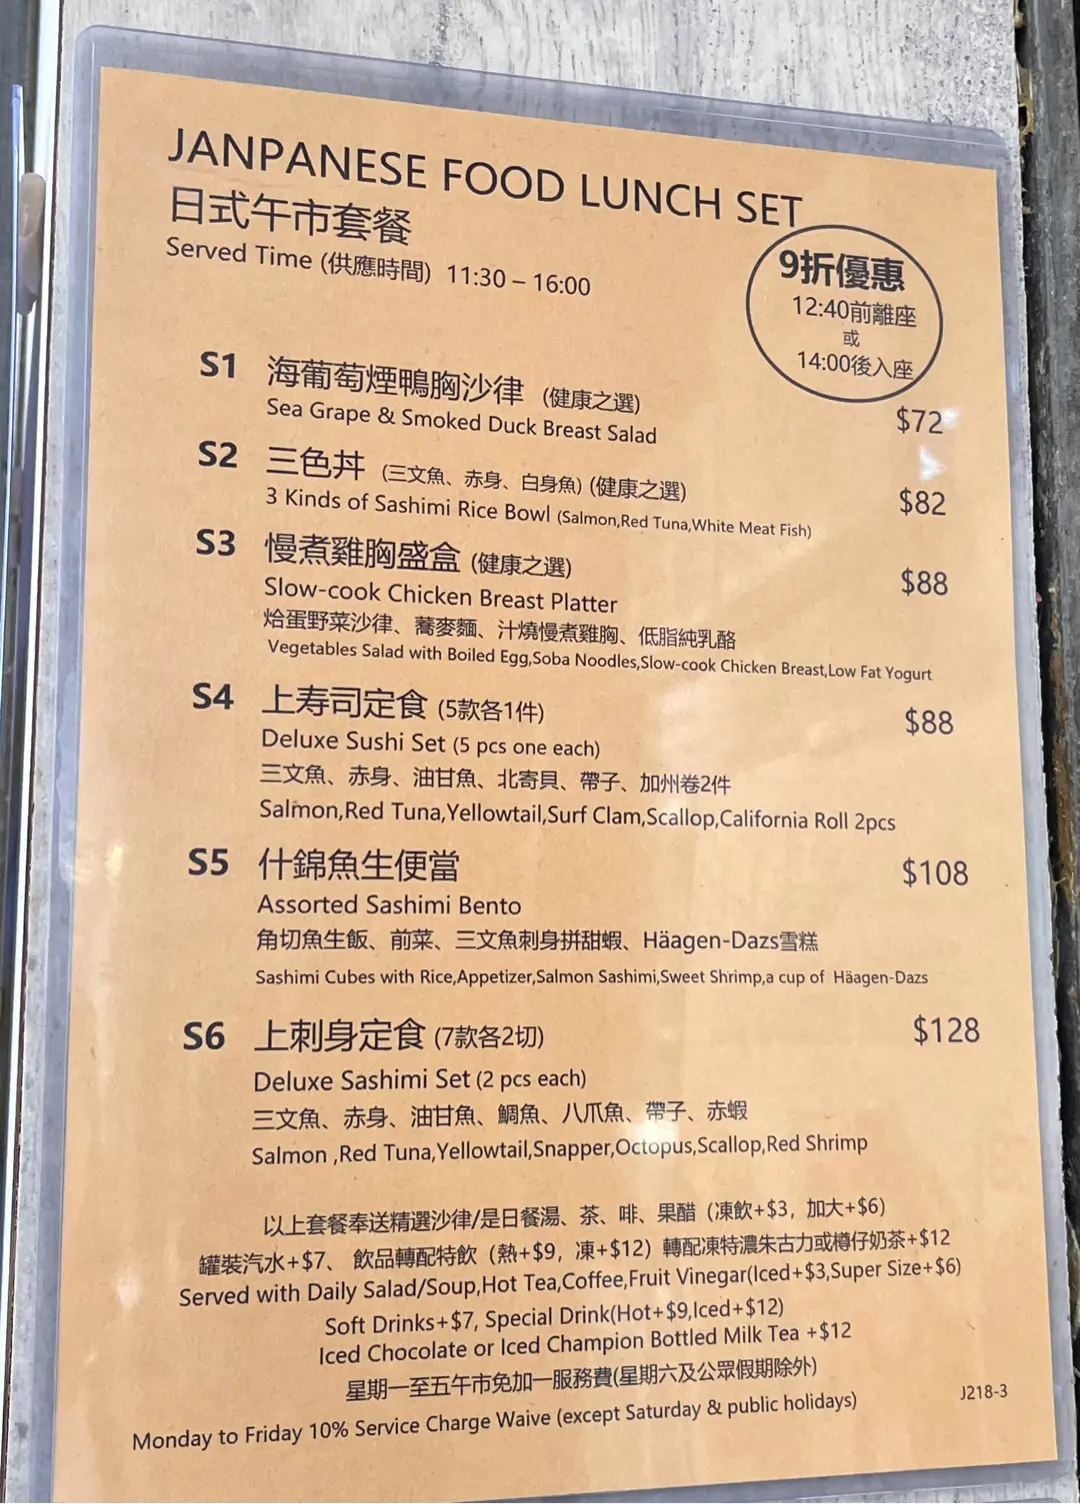 JANPANESE FOOD LUNCH SET
日式午市套餐
Served Time (供應時間) 11:30 – 16:00
9折優惠
12:40前離座
或
14:00後入座
S1 海葡萄煙鴨胸沙律 (健康之選)
Sea Grape & Smoked Duck Breast Salad $72
S2 三色丼 (三文魚、赤身、白身魚) (健康之選)
3 Kinds of Sashimi Rice Bowl (Salmon,Red Tuna,White Meat Fish) $82
S3 慢煮雞胸盛盒 (健康之選)
Slow-cook Chicken Breast Platter $88
烚蛋野菜沙律、蕎麥麵、汁燒慢煮雞胸、低脂純乳酪
Vegetables Salad with Boiled Egg,Soba Noodles,Slow-cook Chicken Breast,Low Fat Yogurt
S4 上寿司定食 (5款各1件) $88
Deluxe Sushi Set (5 pcs one each)
三文魚、赤身、油甘魚、北寄貝、帶子、加州卷2件
Salmon,Red Tuna,Yellowtail,Surf Clam,Scallop,California Roll 2pcs
S5 什錦魚生便當 $108
Assorted Sashimi Bento
角切魚生飯、前菜、三文魚刺身拼甜蝦、Häagen-Dazs雪糕
Sashimi Cubes with Rice,Appetizer,Salmon Sashimi,Sweet Shrimp,a cup of Häagen-Dazs
S6 上刺身定食 (7款各2切) $128
Deluxe Sashimi Set (2 pcs each)
三文魚、赤身、油甘魚、鯛魚、八爪魚、帶子、赤蝦
Salmon ,Red Tuna,Yellowtail,Snapper,Octopus,Scallop,Red Shrimp
以上套餐奉送精選沙律/是日餐湯、茶、啡、果醋（凍飲+$3，加大+$6）
罐裝汽水+$7、 飲品轉配特飲（熱+$9，凍+$12）轉配凍特濃朱古力或樽仔奶茶+$12
Served with Daily Salad/Soup,Hot Tea,Coffee,Fruit Vinegar(Iced+$3,Super Size+$6)
Soft Drinks+$7, Special Drink(Hot+$9,Iced+$12)
Iced Chocolate or Iced Champion Bottled Milk Tea +$12
星期一至五午市免加一服務費(星期六及公眾假期除外)
Monday to Friday 10% Service Charge Waive (except Saturday & public holidays)
J218-3